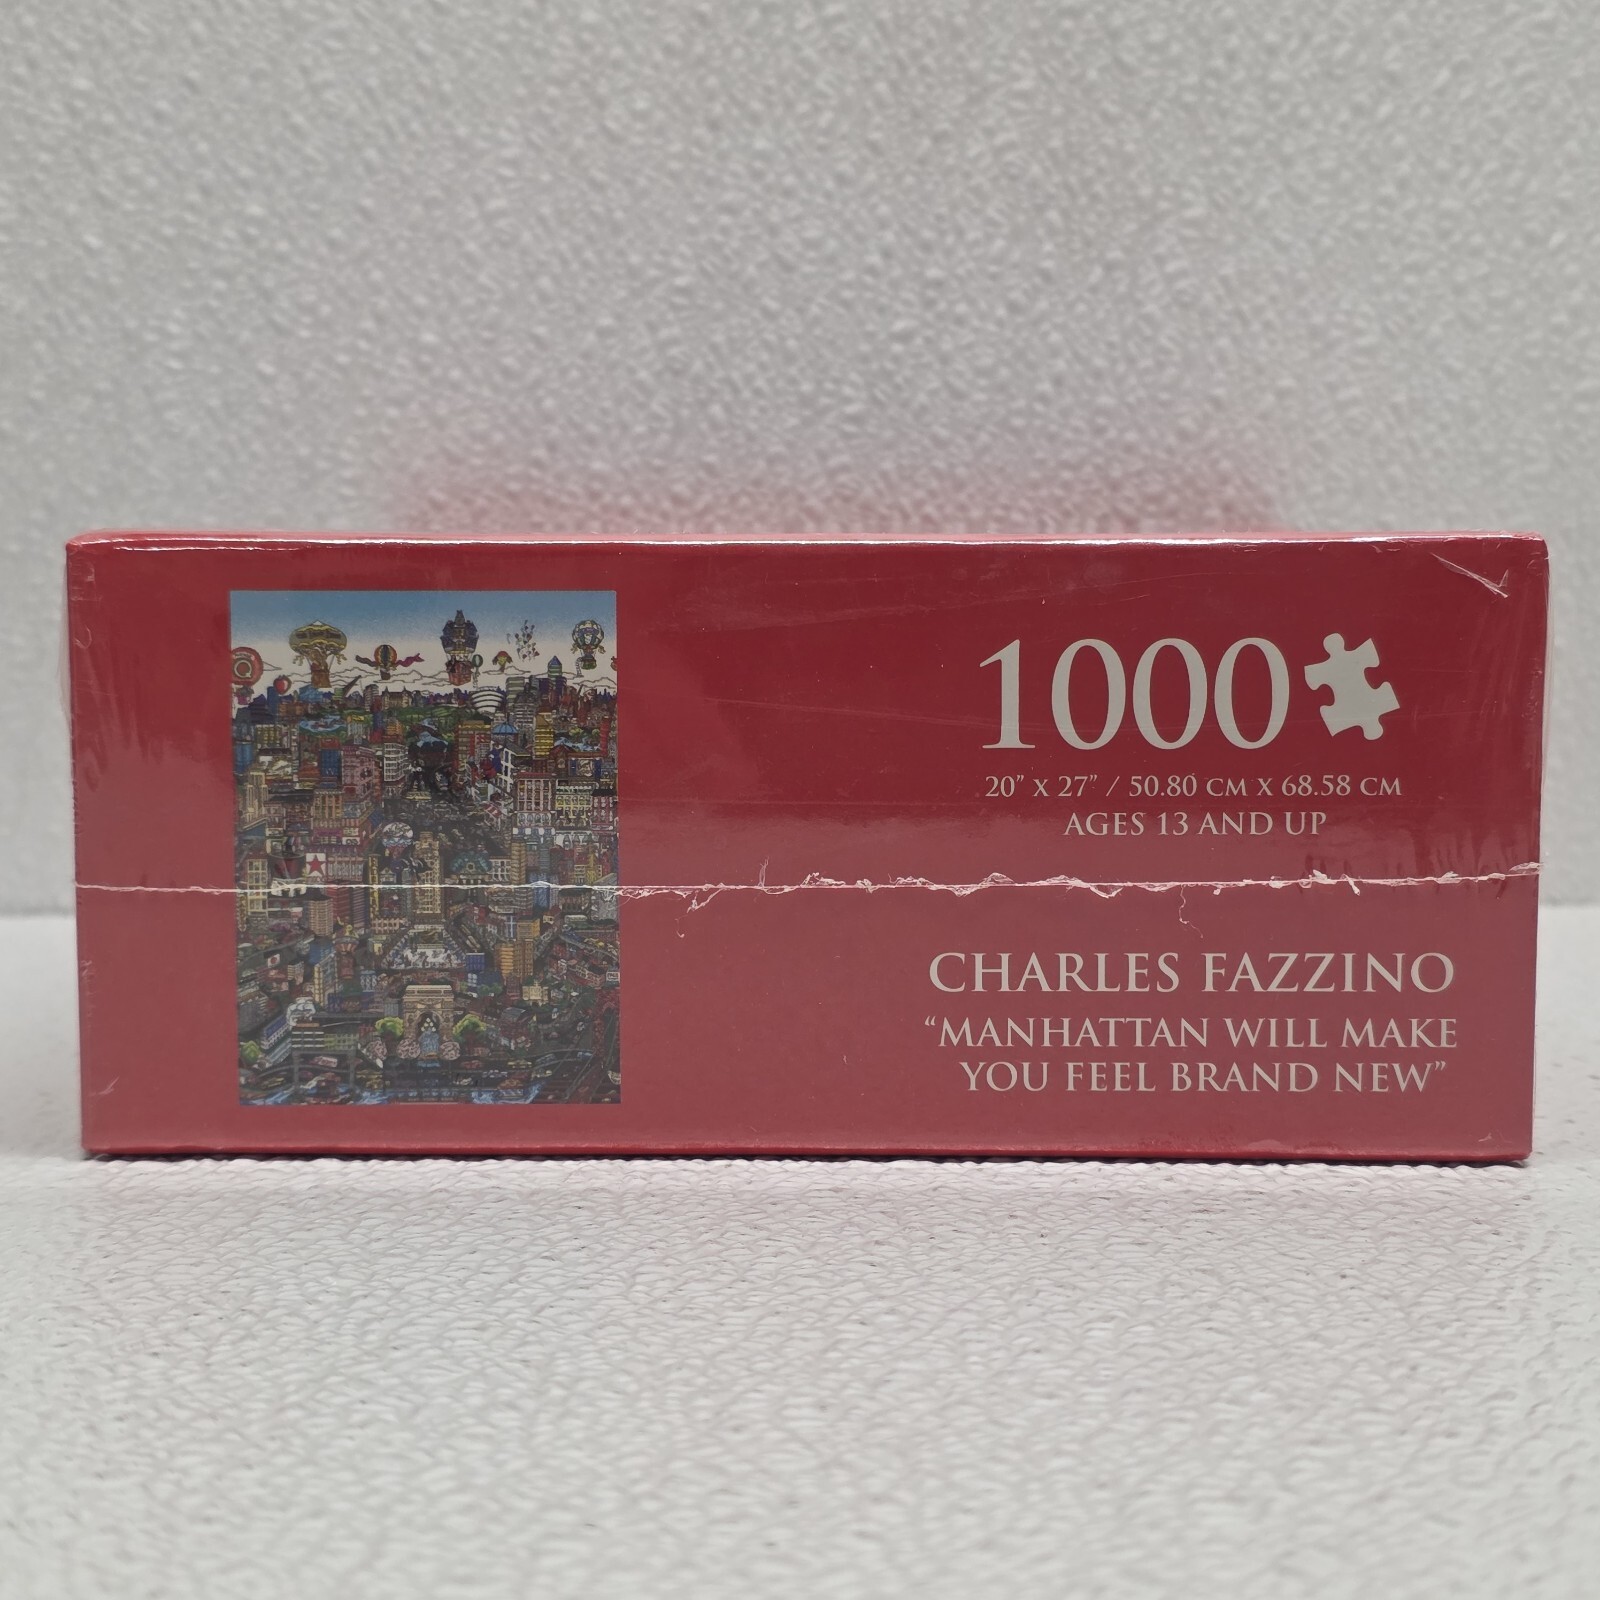 1000
20” X 27” / 50.80 CM X 68.58 CM
AGES 13 AND UP
CHARLES FAZZINO
“MANHATTAN WILL MAKE
YOU FEEL BRAND NEW”